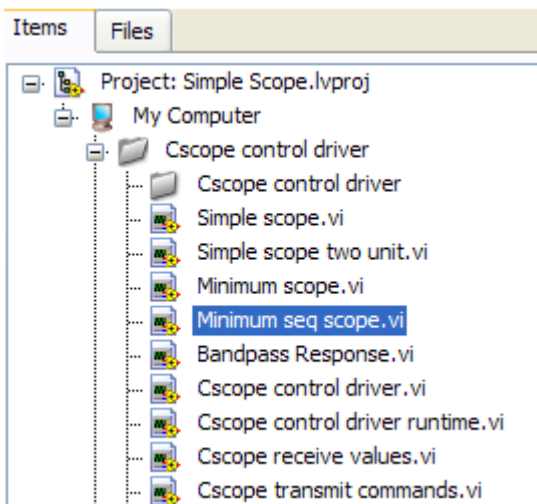 Items Files
Project: Simple Scope.lvproj
My Computer
Cscope control driver
Cscope control driver
Simple scope.vi
Simple scope two unit.vi
Minimum scope.vi
Minimum seq scope.vi
Bandpass Response.vi
Cscope control driver.vi
Cscope control driver runtime.vi
Cscope receive values.vi
Cscope transmit commands.vi